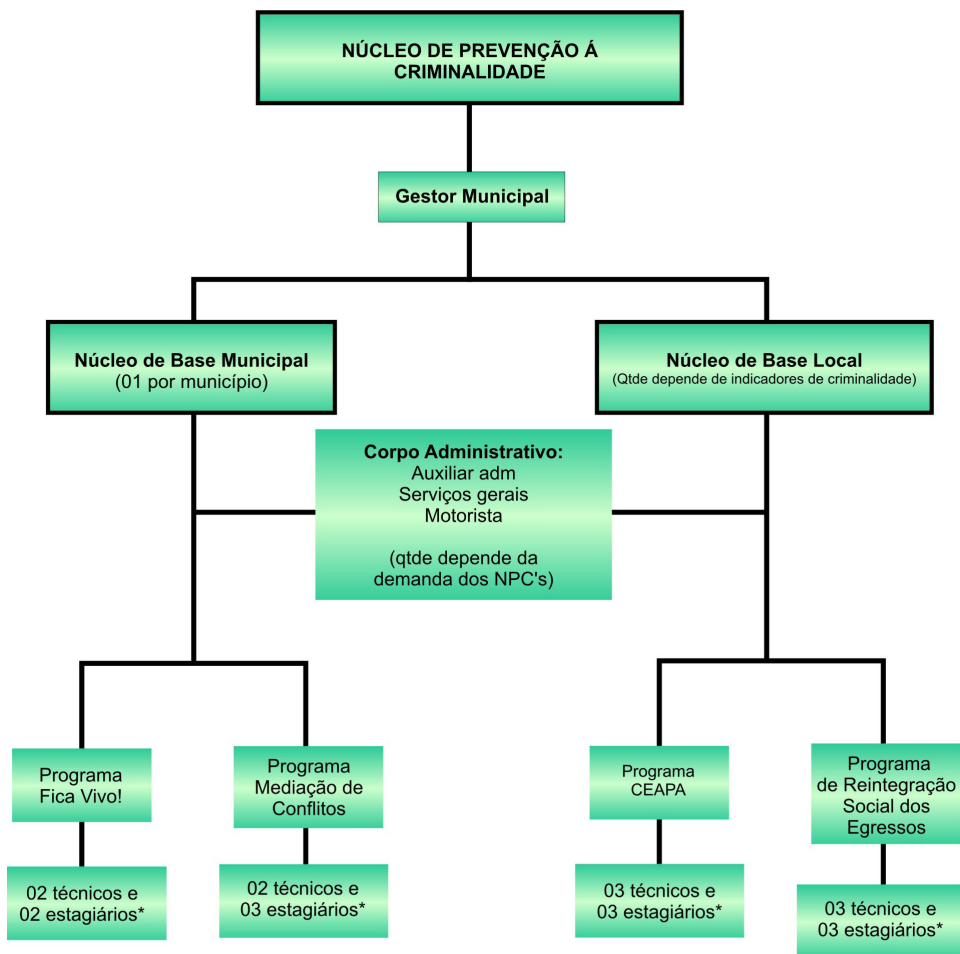 NÚCLEO DE PREVENÇÃO Á
CRIMINALIDADE
Gestor Municipal
Núcleo de Base Municipal
(01 por município)
Núcleo de Base Local
(Qtde depende de indicadores de criminalidade)
Corpo Administrativo:
Auxiliar adm
Serviços gerais
Motorista
(qtde depende da
demanda dos NPC's)
Programa
Fica Vivo!
Programa
Mediação de
Conflitos
Programa
CEAPA
Programa
de Reintegração
Social dos
Egressos
02 técnicos e
02 estagiários*
02 técnicos e
03 estagiários*
03 técnicos e
03 estagiários*
03 técnicos e
03 estagiários*